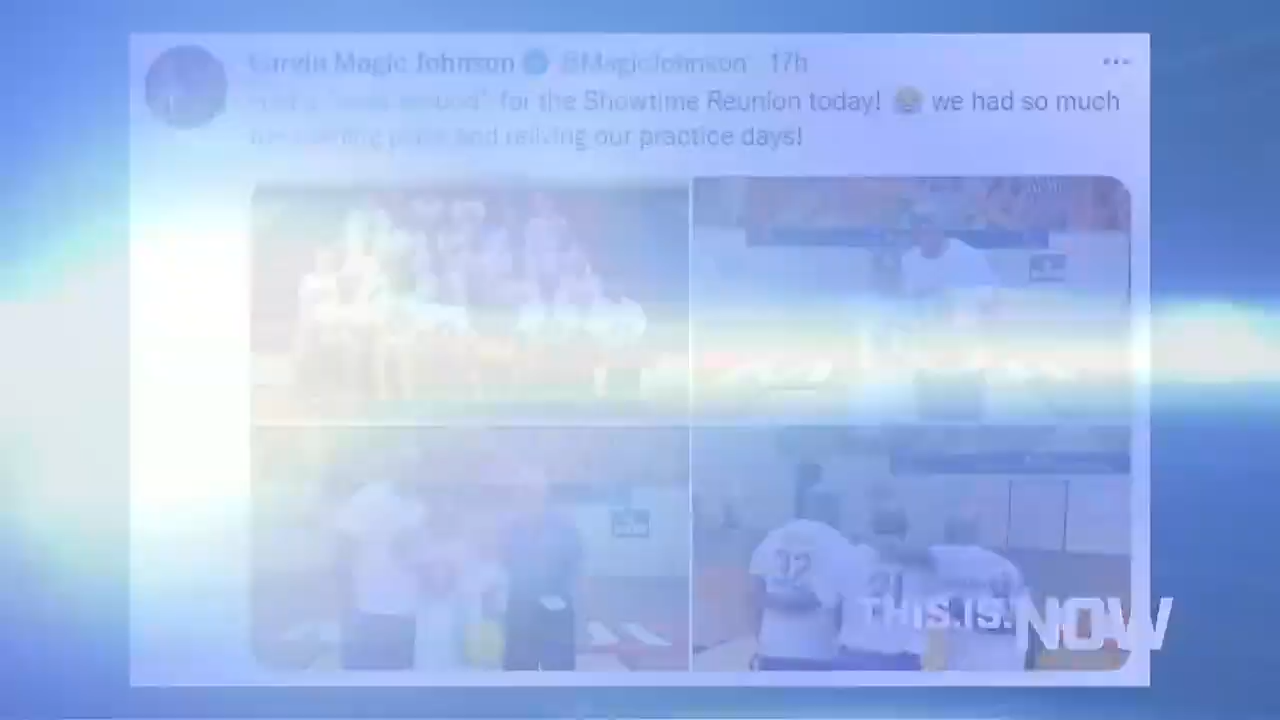 Magic Johnson @MagicJohnson 17h
for the Showtime Reunion today! we had so much
and reliving our practice days!
32
THIS.IS.NOW